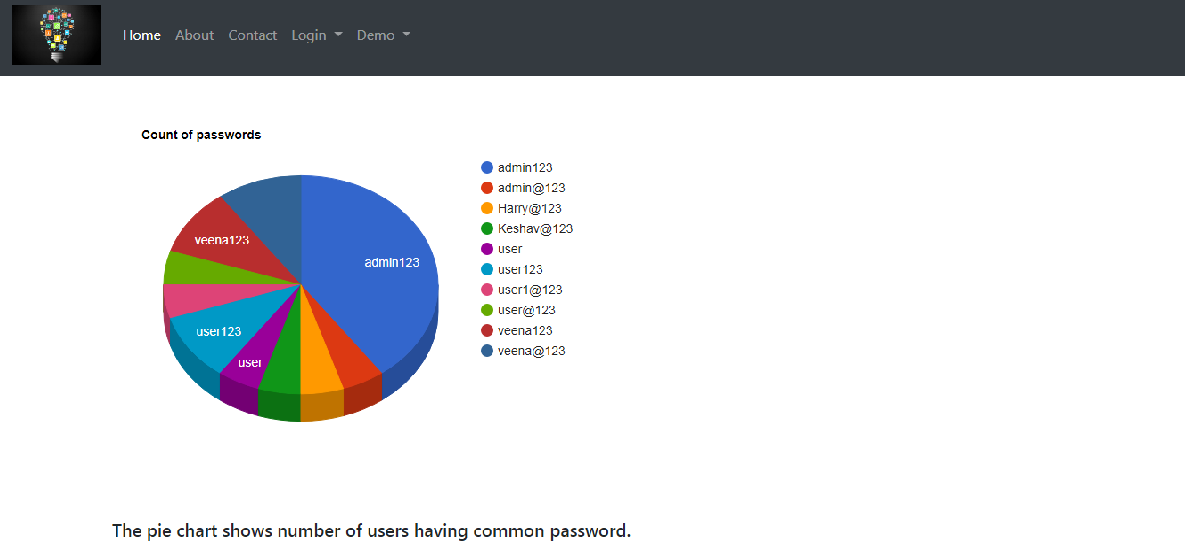 Home About Contact Login Demo
Count of passwords
admin123
admin@123
Harry@123
Keshav@123
user
user123
user1@123
user@123
veena123
veena@123
veena123
admin123
user123
user
The pie chart shows number of users having common password.